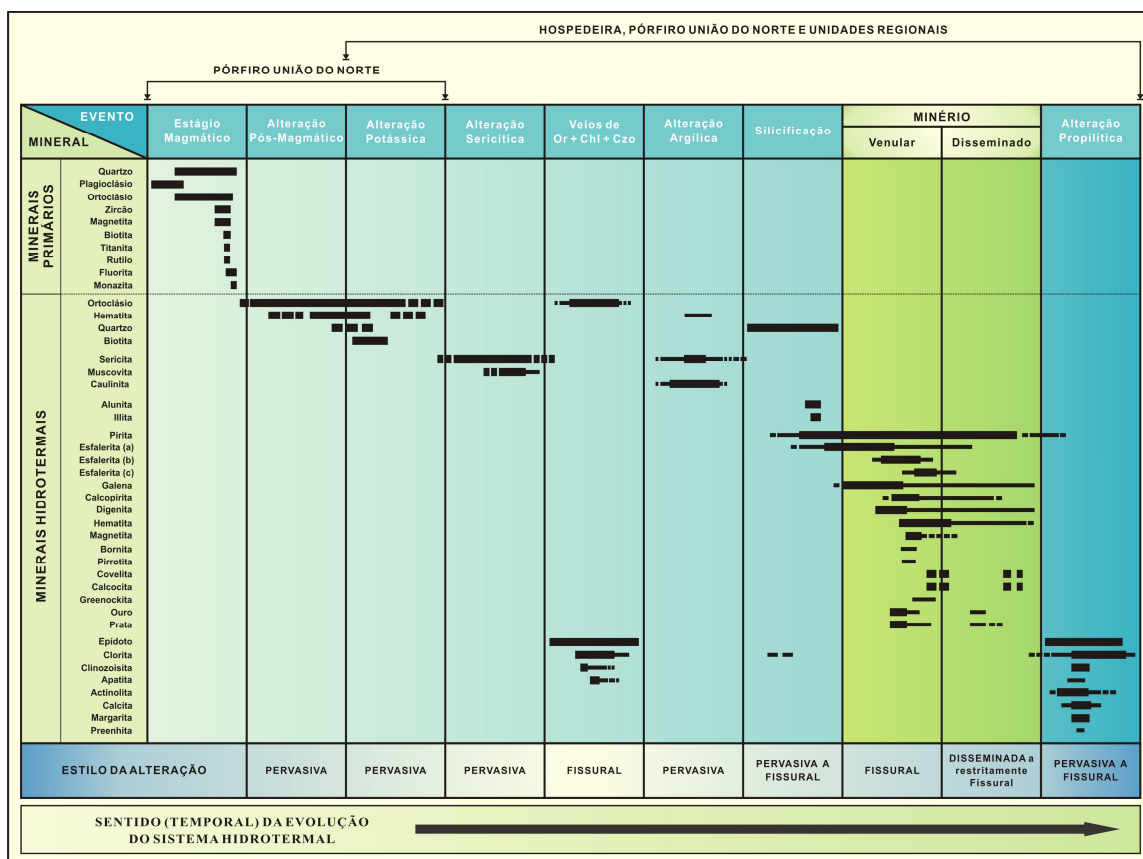 HOSPEDEIRA, PÓRFIRO UNIÃO DO NORTE E UNIDADES REGIONAIS
PÓRFIRO UNIÃO DO NORTE
EVENTO
MINERAL
Estágio
Magmático
Alteração
Pós-Magmático
Alteração
Potássica
Alteração
Sericítica
Veios de
Or + Chl + Czo
Alteração
Argílica
Silicificação
MINÉRIO
Venular
Disseminado
Alteração
Propilítica
MINERAIS
PRIMÁRIOS
Quartzo
Plagioclásio
Ortoclásio
Zircão
Magnetita
Biotita
Titanita
Rutilo
Fluorita
Monazita
MINERAIS HIDROTERMAIS
Ortoclásio
Hematita
Quartzo
Biotita
Sericita
Muscovita
Caulinita
Alunita
Illita
Pirita
Esfalerita (a)
Esfalerita (b)
Esfalerita (c)
Galena
Calcopirita
Digenita
Hematita
Magnetita
Bornita
Pirrotita
Covelita
Calcocita
Greenockita
Ouro
Prata
Epídoto
Clorita
Clinozoisita
Apatita
Actinolita
Calcita
Margarita
Preenhita
ESTILO DA ALTERAÇÃO
PERVASIVA
PERVASIVA
PERVASIVA
FISSURAL
PERVASIVA
PERVASIVA A
FISSURAL
FISSURAL
DISSEMINADA a
restritamente
Fissural
PERVASIVA A
FISSURAL
SENTIDO (TEMPORAL) DA EVOLUÇÃO
DO SISTEMA HIDROTERMAL